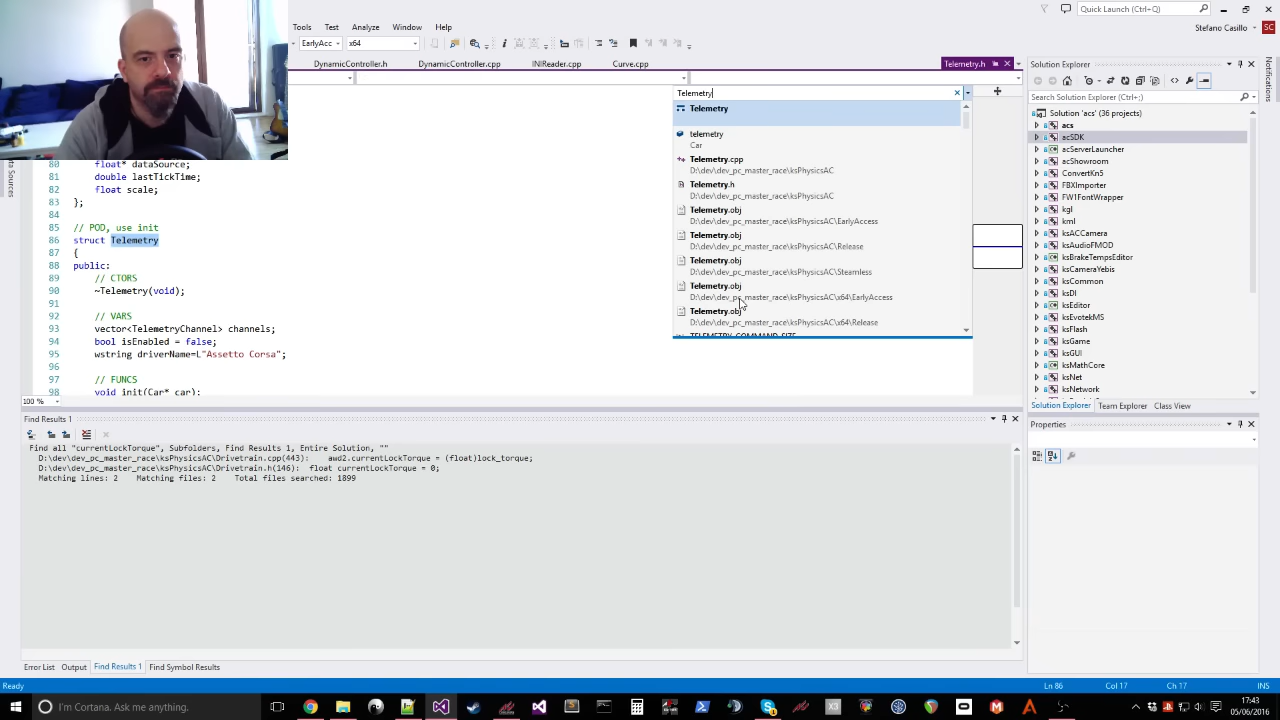 Quick Launch (Ctrl+Q)
Tools Test Analyze Window Help
Stefano Casillo SC
EarlyAcc x64
DynamicController.h DynamicController.cpp INIReader.cpp Curve.cpp Telemetry.h
Telemetry
Telemetry
telemetry
Car
Telemetry.cpp
D:\dev\dev_pc_master_race\ksPhysicsAC
Telemetry.h
D:\dev\dev_pc_master_race\ksPhysicsAC
Telemetry.obj
D:\dev\dev_pc_master_race\ksPhysicsAC\EarlyAccess
Telemetry.obj
D:\dev\dev_pc_master_race\ksPhysicsAC\Release
Telemetry.obj
D:\dev\dev_pc_master_race\ksPhysicsAC\Steamless
Telemetry.obj
D:\dev\dev_pc_master_race\ksPhysicsAC\x64\EarlyAccess
Telemetry.obj
D:\dev\dev_pc_master_race\ksPhysicsAC\x64\Release
TELEMETRY_COMMAND_SIZE
80 float* dataSource;
81 double lastTickTime;
82 float scale;
83 };
84
85 // POD, use init
86 struct Telemetry
87 {
88 public:
89 // CTORS
90 ~Telemetry(void);
91
92 // VARS
93 vector<TelemetryChannel> channels;
94 bool isEnabled = false;
95 wstring driverName=L"Assetto Corsa";
96
97 // FUNCS
98 void init(Car* car);
100 %
Find Results 1
Find all "currentLockTorque", Subfolders, Find Results 1, Entire Solution, ""
D:\dev\dev_pc_master_race\ksPhysicsAC\Drivetrain.cpp(443): awd2.currentLockTorque = (float)lock_torque;
D:\dev\dev_pc_master_race\ksPhysicsAC\Drivetrain.h(146): float currentLockTorque = 0;
Matching lines: 2 Matching files: 2 Total files searched: 1899
Error List Output Find Results 1 Find Symbol Results
Solution Explorer
Search Solution Explorer (Ctrl+;)
Solution 'acs' (36 projects)
acs
acSDK
acServerLauncher
acShowroom
ConvertKn5
FBXImporter
FW1FontWrapper
kgl
kml
ksACCamera
ksAudioFMOD
ksBrakeTempsEditor
ksCameraYebis
ksCommon
ksDI
ksEditor
ksEvotekMS
ksFlash
ksGame
ksGUI
ksMathCore
ksNet
ksNetwork
Solution Explorer Team Explorer Class View
Properties
Notifications
Data Sources
Ready Ln 86 Col 17 Ch 17 INS
I'm Cortana. Ask me anything.
X3
17:43
05/06/2016